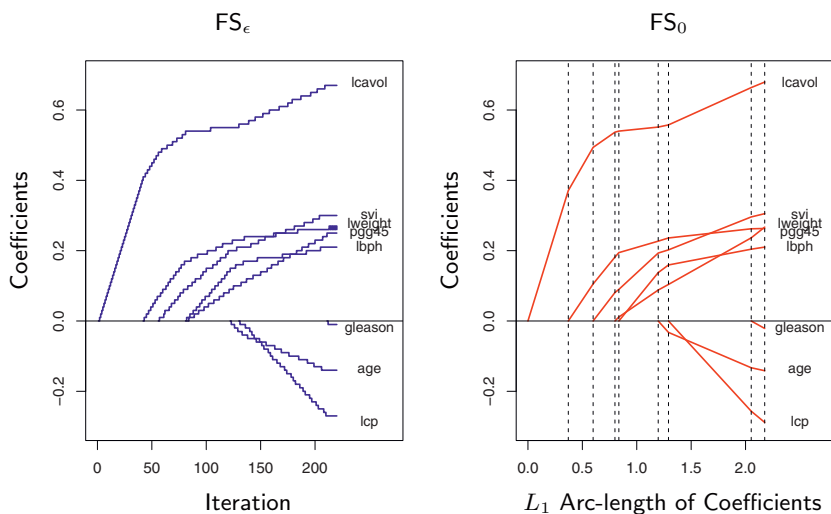 FSϵ
Coefficients
0.6
0.4
0.2
0.0
−0.2
lcavol
svi
lweight
pgg45
lbph
gleason
age
lcp
0 50 100 150 200
Iteration
FS0
Coefficients
0.6
0.4
0.2
0.0
−0.2
lcavol
svi
lweight
pgg45
lbph
gleason
age
lcp
0.0 0.5 1.0 1.5 2.0
L1 Arc-length of Coefficients